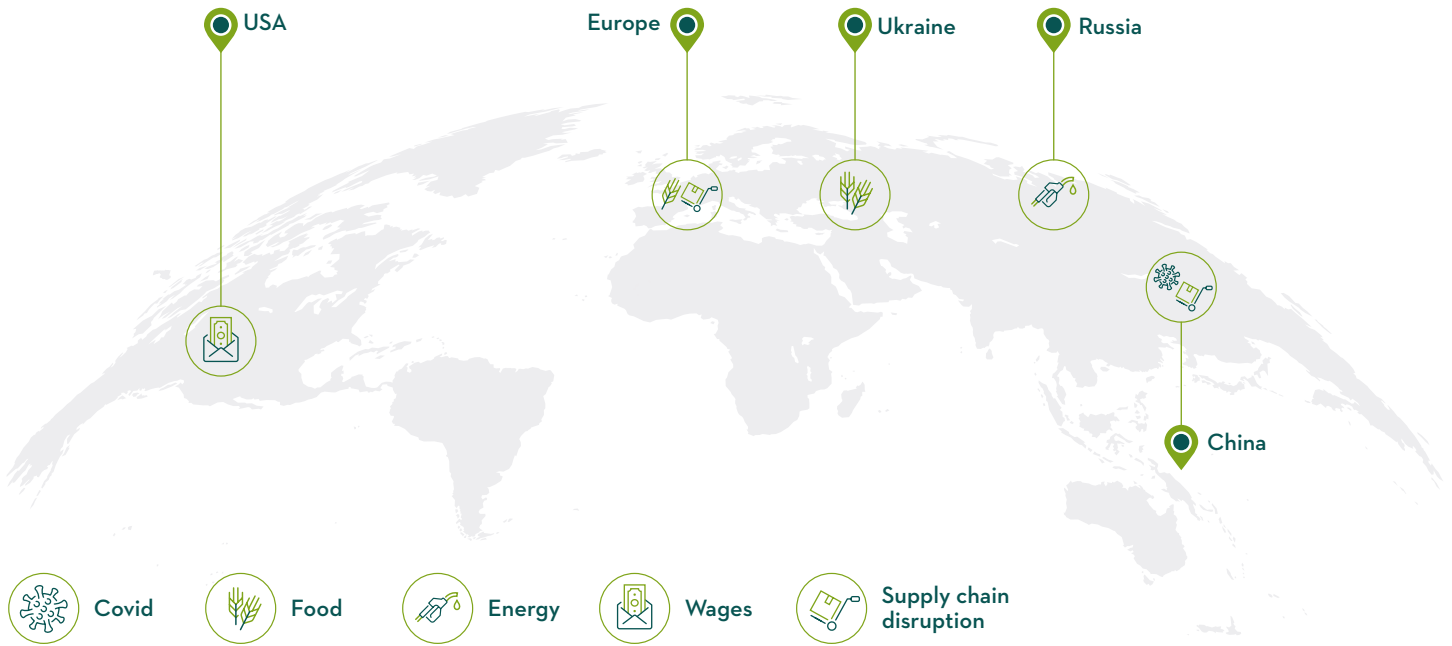 USA
Europe
Ukraine
Russia
China
Covid
Food
Energy
Wages
Supply chain
disruption